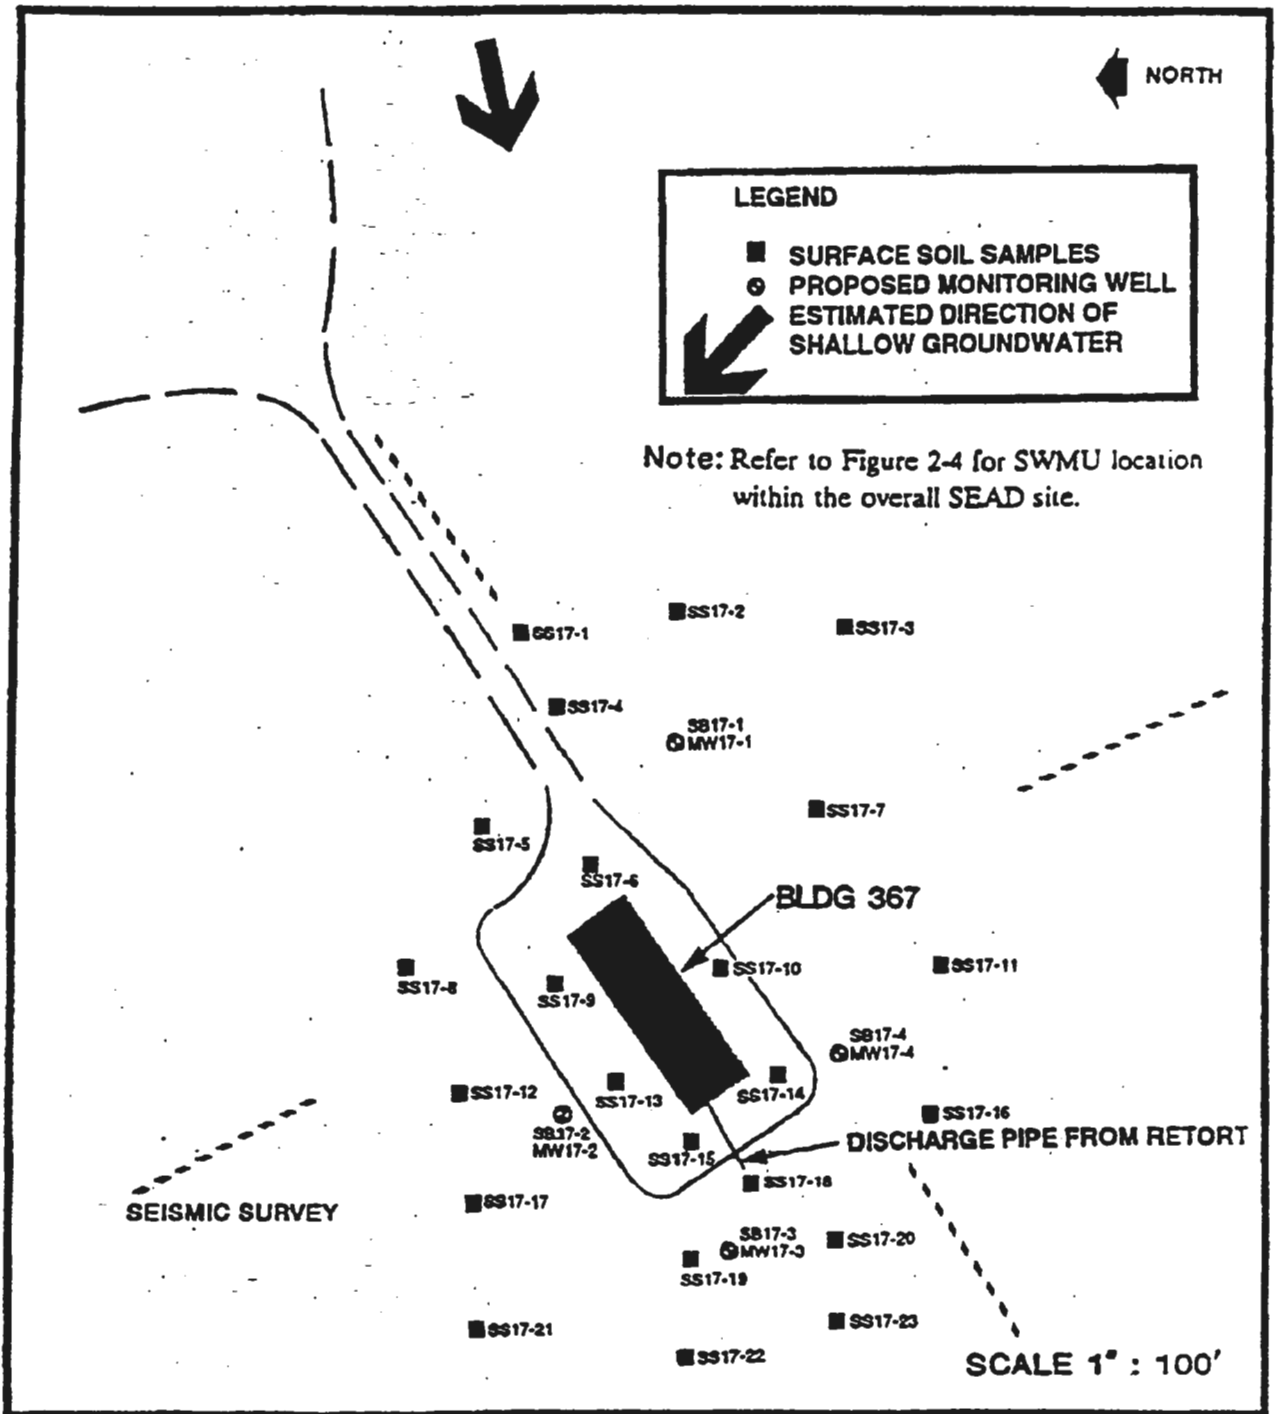 NORTH
LEGEND
SURFACE SOIL SAMPLES
PROPOSED MONITORING WELL
ESTIMATED DIRECTION OF
SHALLOW GROUNDWATER
Note: Refer to Figure 2-4 for SWMU location
within the overall SEAD site.
SS17-2
SS17-1
SS17-3
SS17-4
SB17-1
MW17-1
SS17-7
SS17-5
SS17-6
BLDG 367
SS17-10
SS17-11
SS17-8
SS17-9
SB17-4
MW17-4
SS17-12
SS17-13
SS17-14
SS17-16
SB17-2
MW17-2
DISCHARGE PIPE FROM RETORT
SS17-15
SS17-18
SS17-17
SEISMIC SURVEY
SB17-3
MW17-3
SS17-20
SS17-19
SS17-21
SS17-23
SS17-22
SCALE 1" : 100'